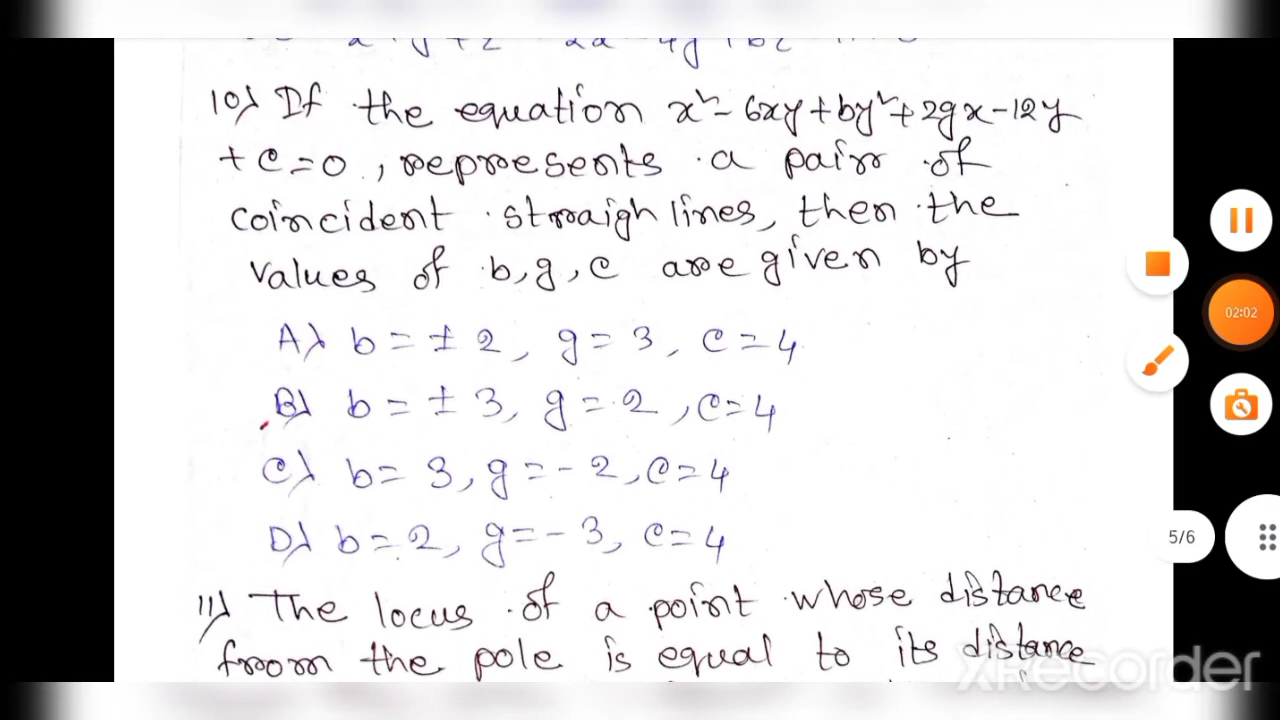 10) If the equation x²- 6xy+by²+2gx-12y
+c=0, represents a pair of
coincident straigh lines, then the
values of b,g,c are given by
A) b= ± 2, g= 3, c=4
B) b= ± 3, g=-2, c=4
C) b= 3, g=-2, c=4
D) b=2, g=-3, c=4
11) The locus of a point whose distance
from the pole is equal to its distance
02:02
5/6
XRecorder